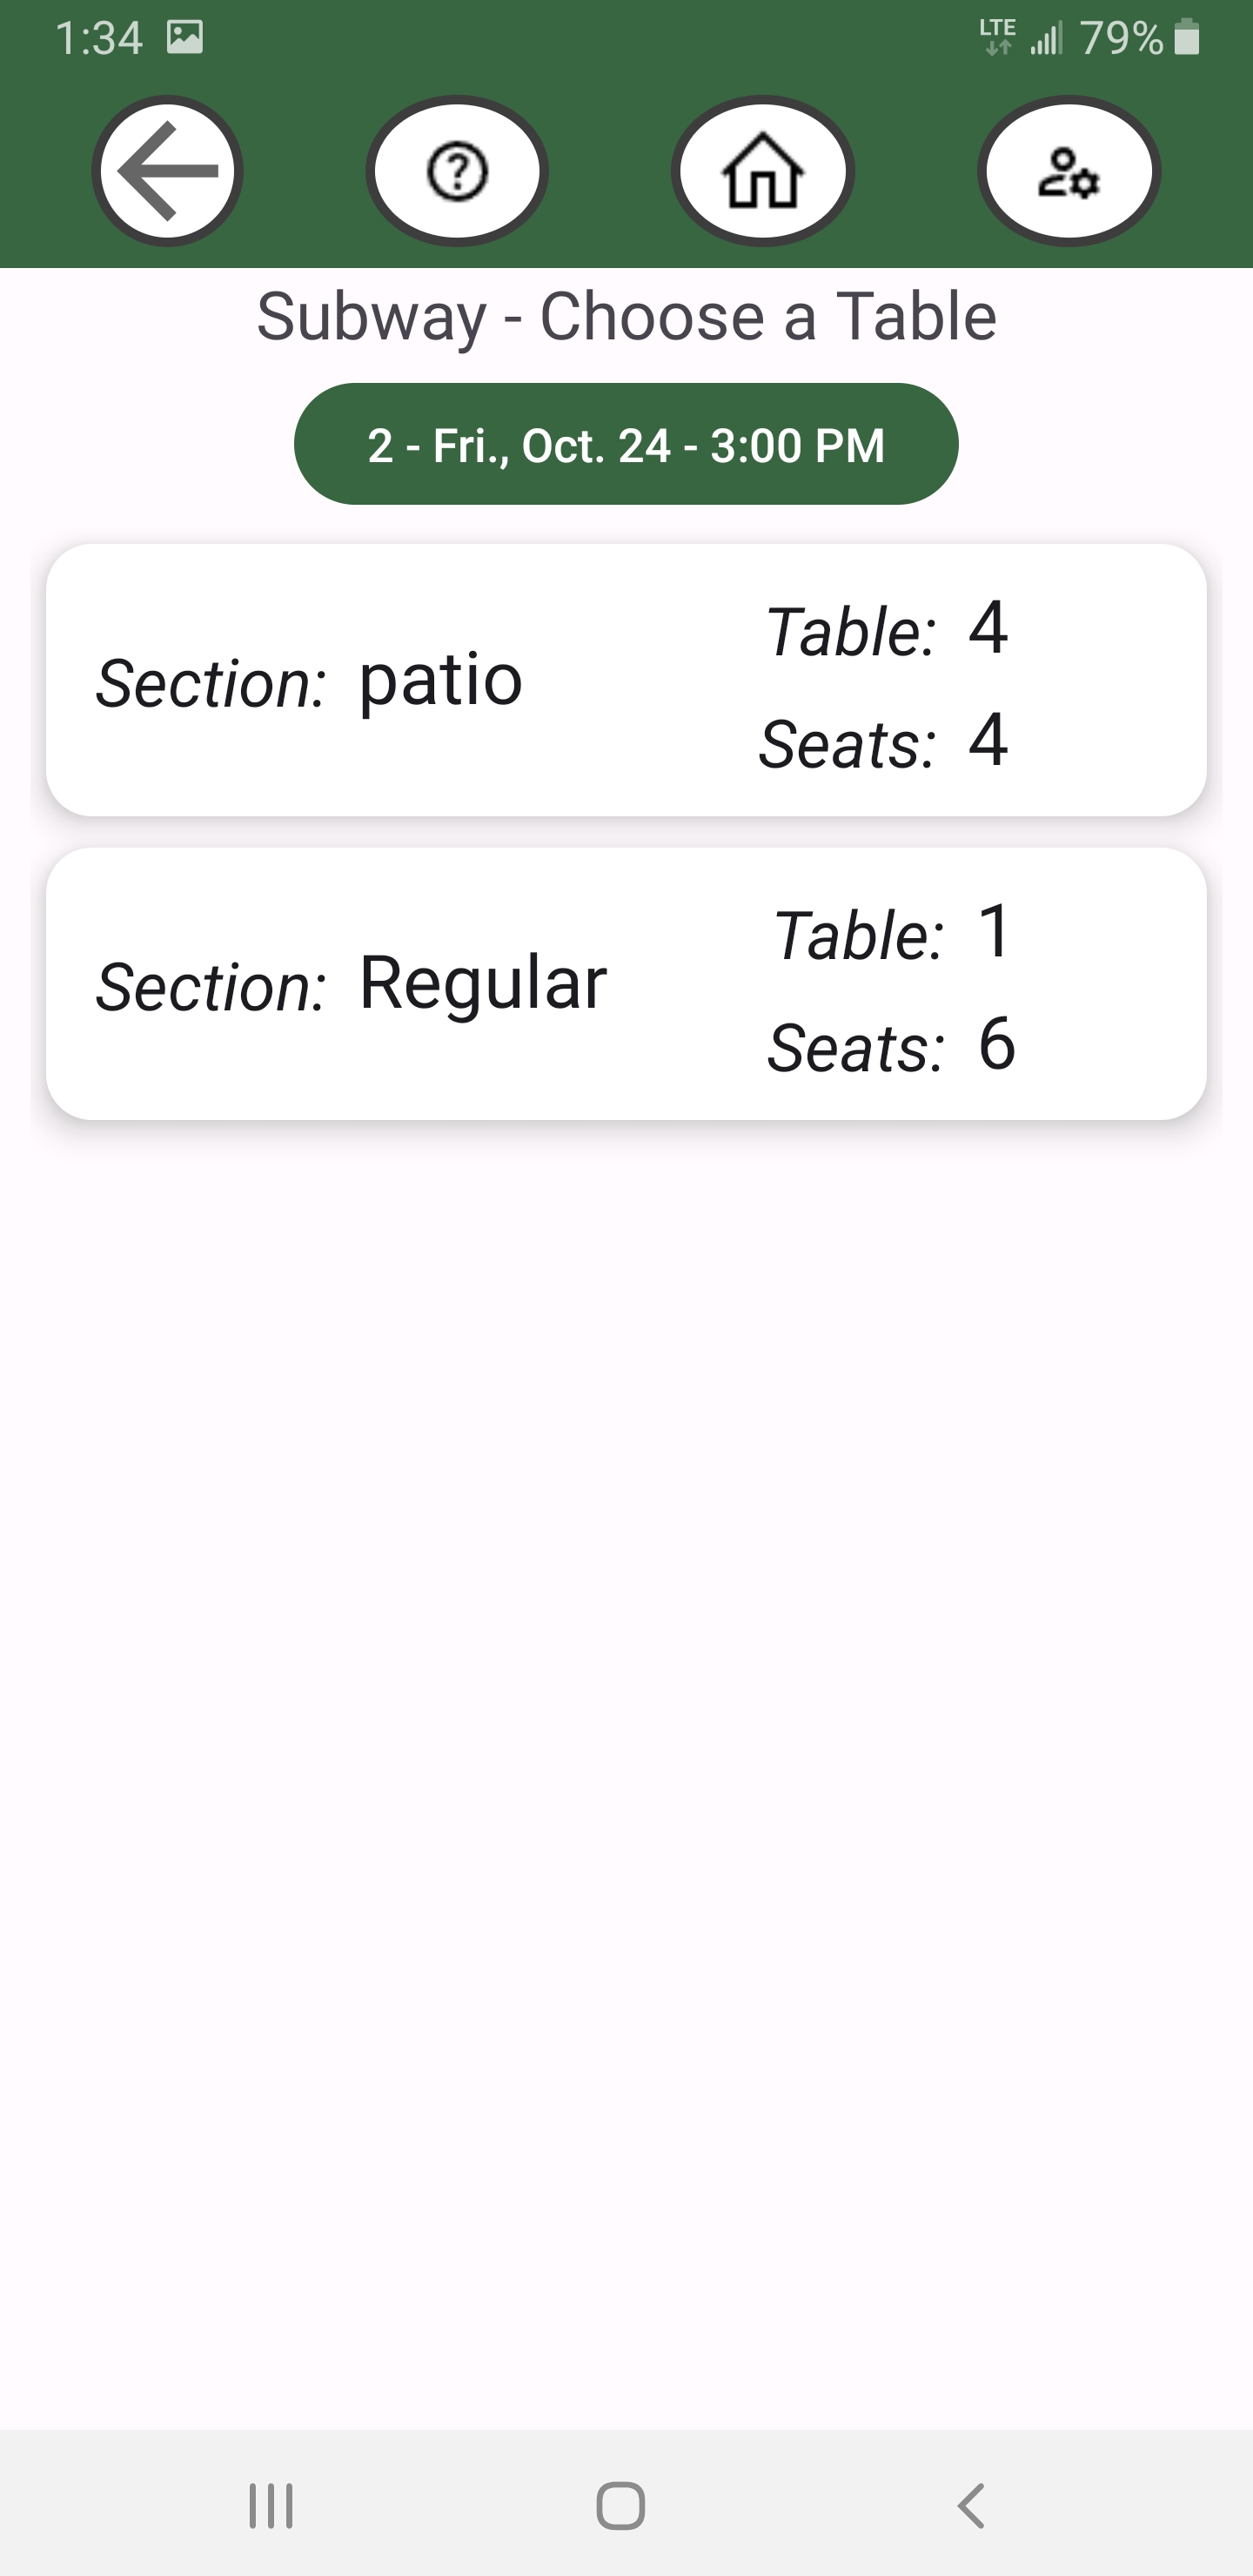 1:34 LTE 79%
Subway - Choose a Table
2 - Fri., Oct. 24 - 3:00 PM
Section: patio
Table: 4
Seats: 4
Section: Regular
Table: 1
Seats: 6